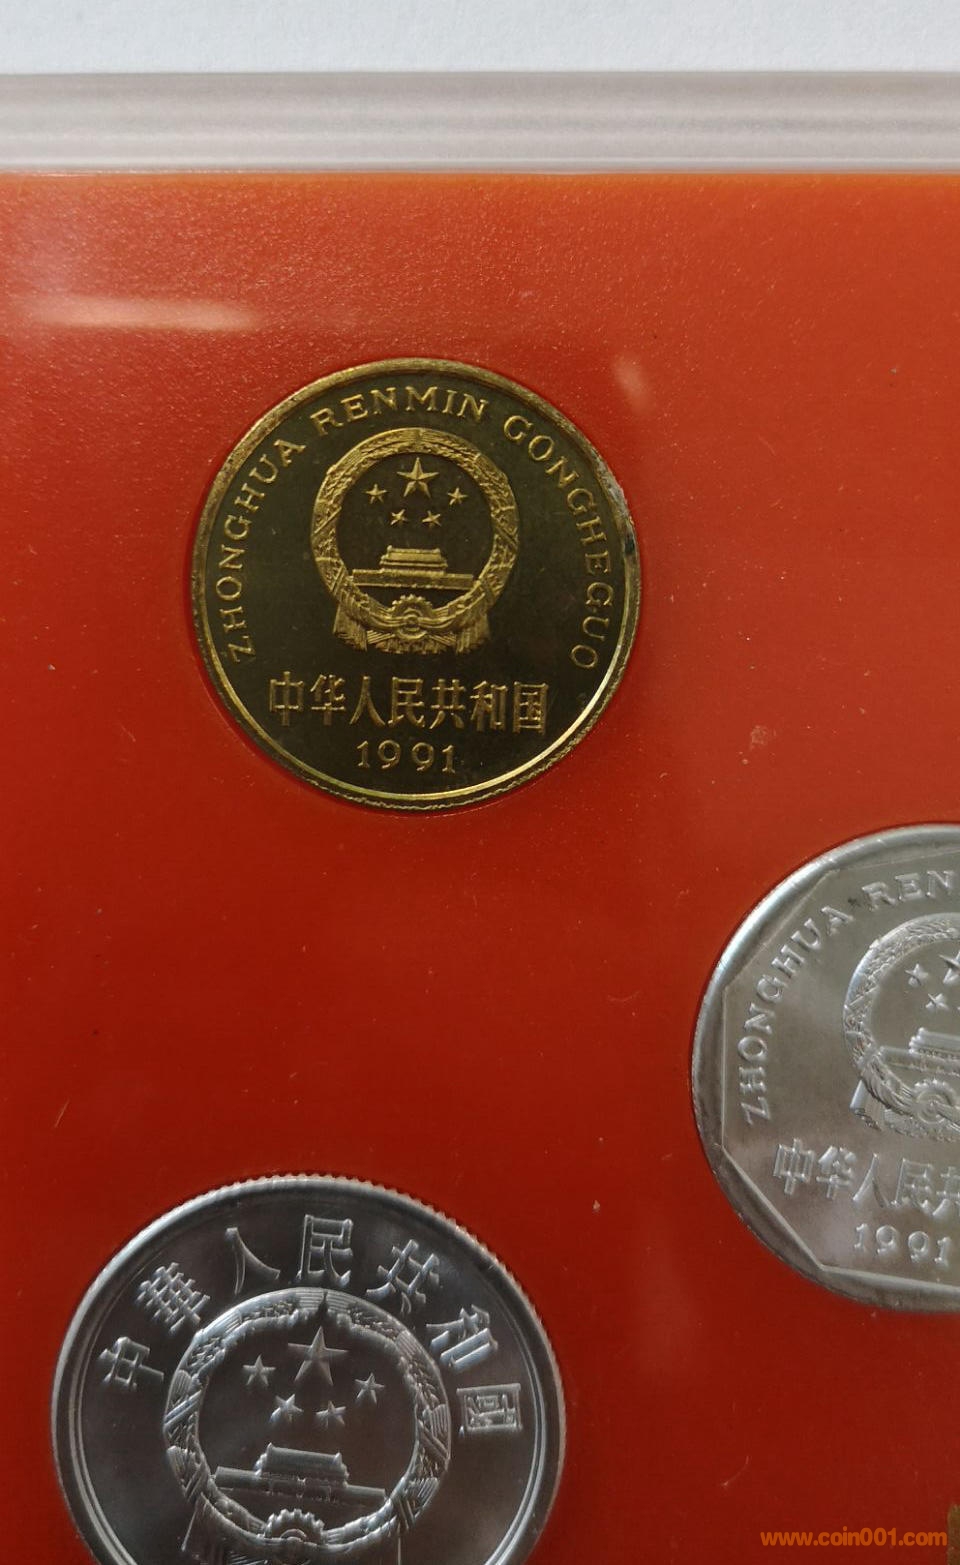 ZHONGHUA RENMIN GONGHEGUO
中华人民共和国
1991
ZHONGHUA REN
中华人民共
1991
中華人民共和國
www.coin001.com